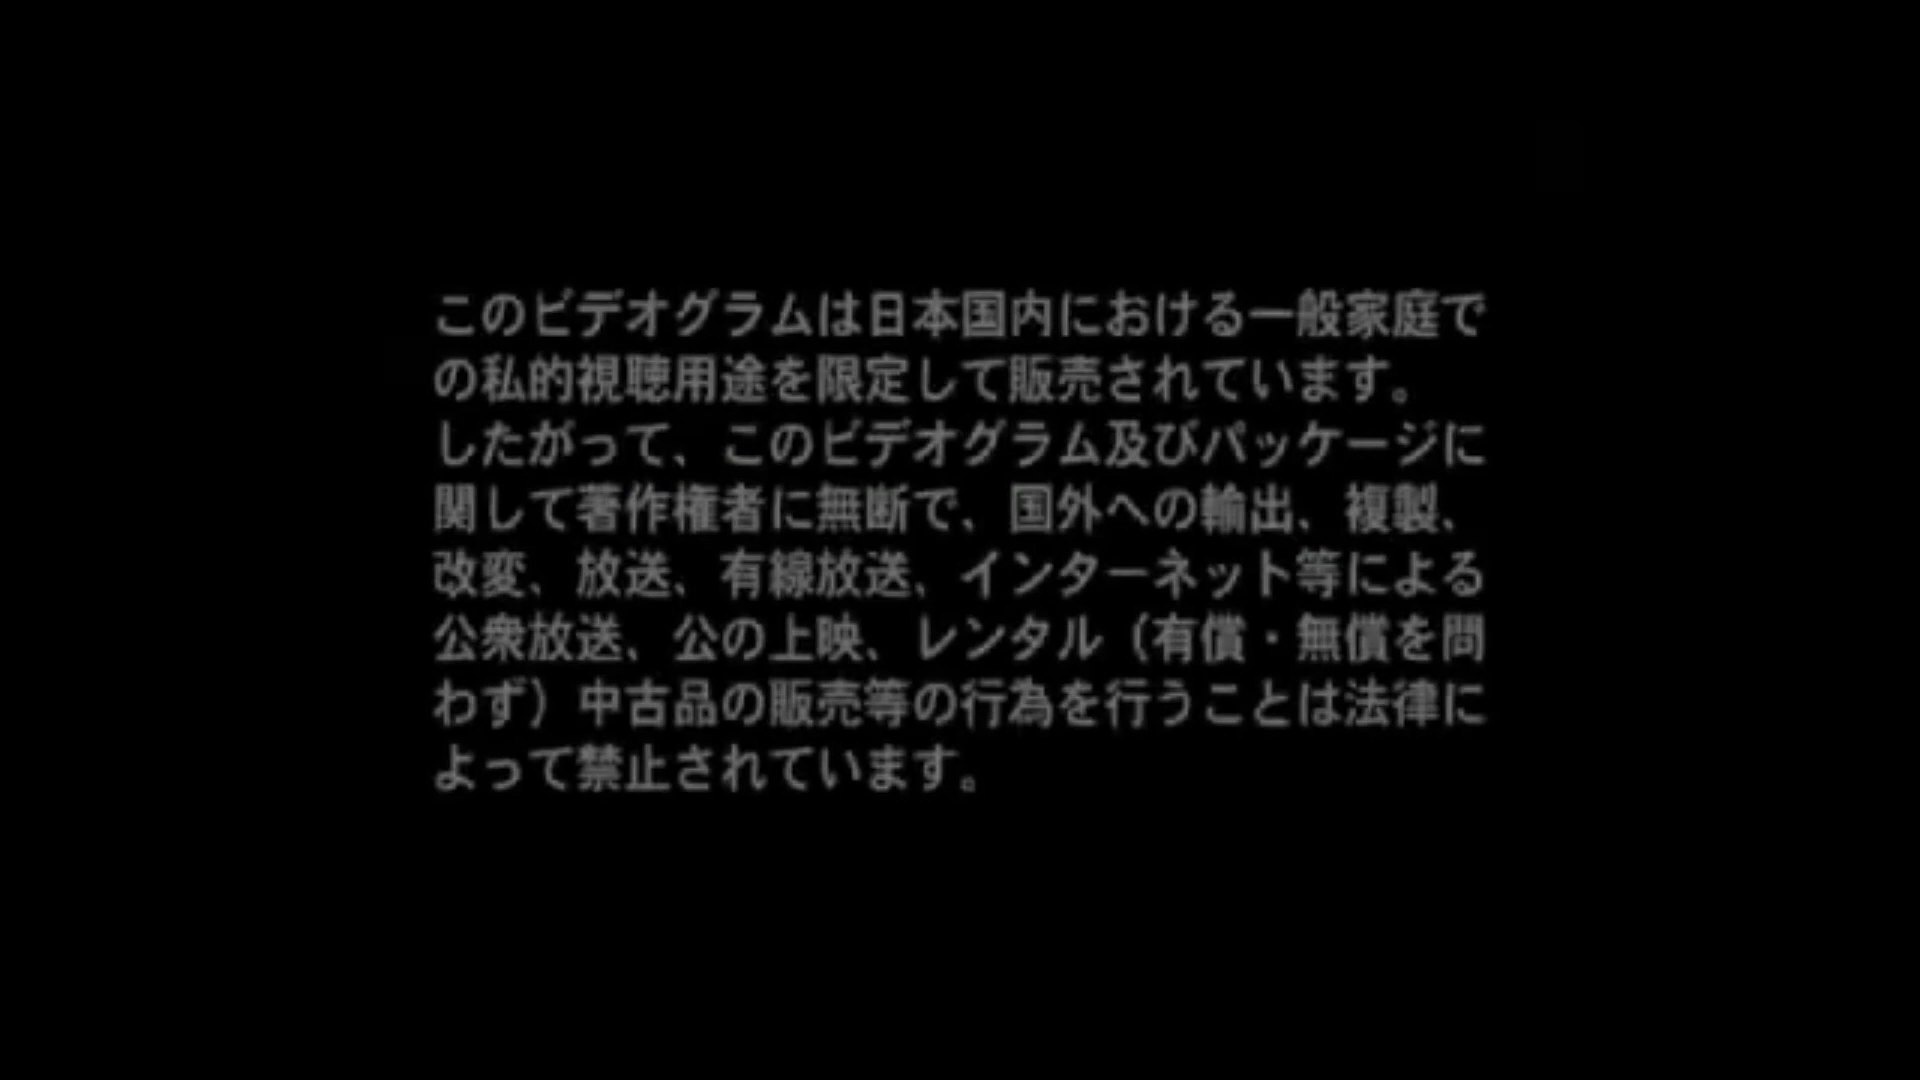 このビデオグラムは日本国内における一般家庭で
の私的視聴用途を限定して販売されています。
したがって、このビデオグラム及びパッケージに
関して著作権者に無断で、国外への輸出、複製、
改変、放送、有線放送、インターネット等による
公衆放送、公の上映、レンタル（有償・無償を問
わず）中古品の販売等の行為を行うことは法律に
よって禁止されています。